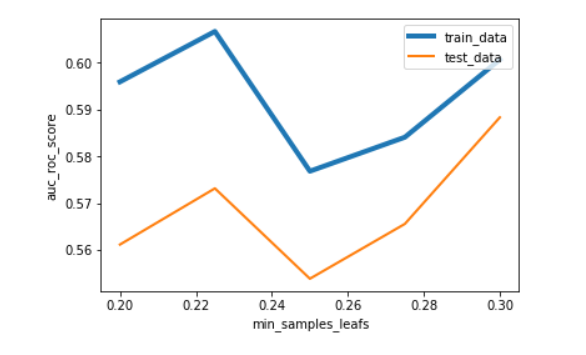 train_data
test_data
auc_roc_score
0.60
0.59
0.58
0.57
0.56
0.20 0.22 0.24 0.26 0.28 0.30
min_samples_leafs